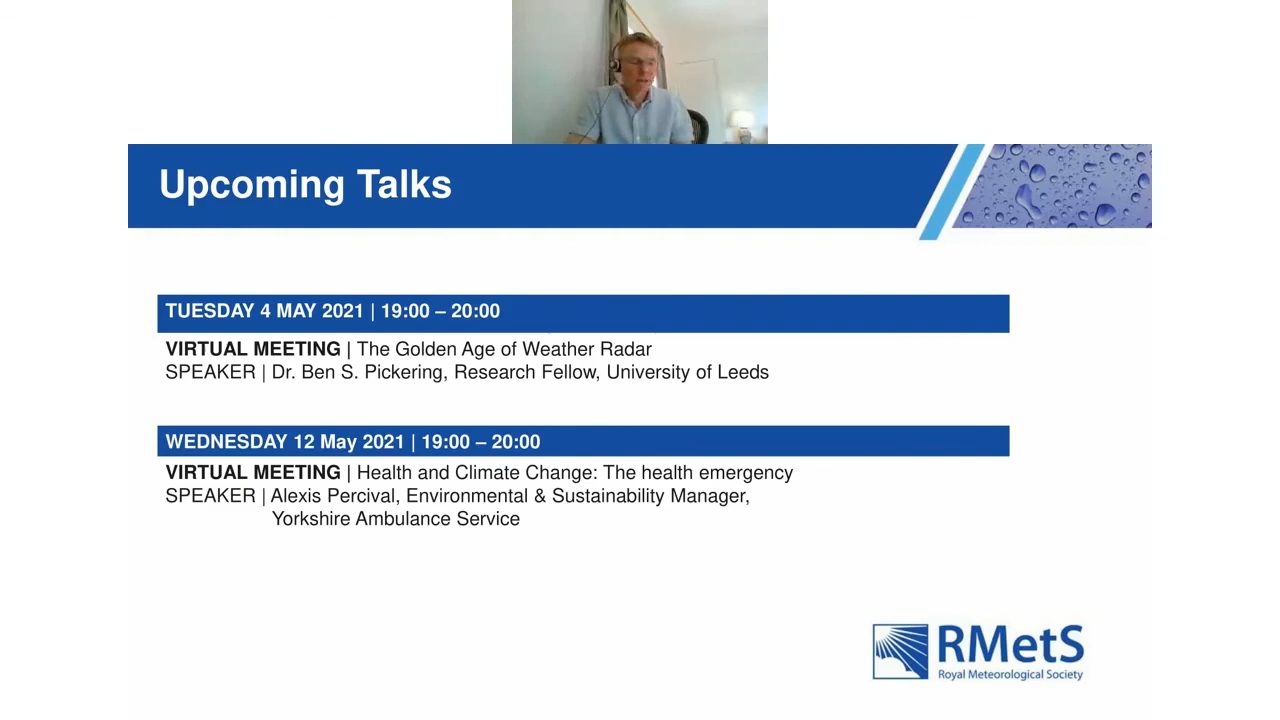 Upcoming Talks
TUESDAY 4 MAY 2021 | 19:00 – 20:00
VIRTUAL MEETING | The Golden Age of Weather Radar
SPEAKER | Dr. Ben S. Pickering, Research Fellow, University of Leeds
WEDNESDAY 12 May 2021 | 19:00 – 20:00
VIRTUAL MEETING | Health and Climate Change: The health emergency
SPEAKER | Alexis Percival, Environmental & Sustainability Manager,
Yorkshire Ambulance Service
RMetS
Royal Meteorological Society